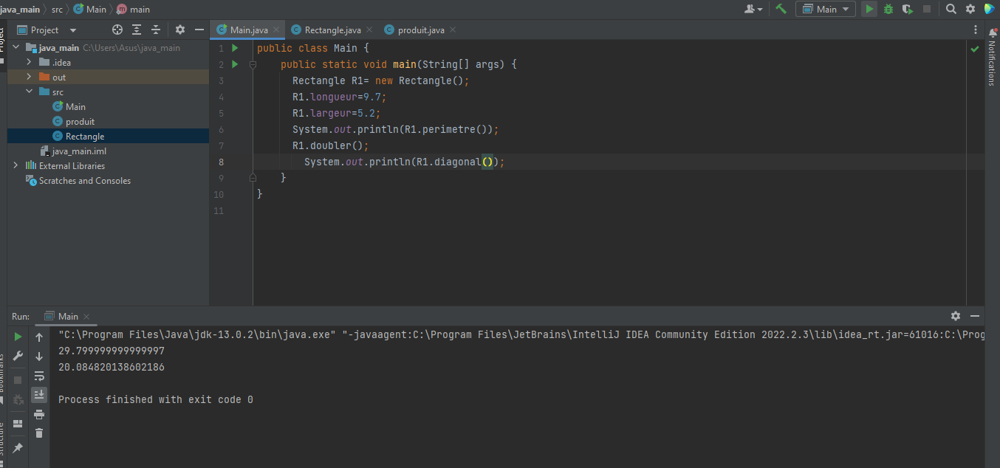 java_main src Main main
Main
Project
Main.java Rectangle.java produit.java
java_main C:\Users\Asus\java_main
.idea
out
src
Main
produit
Rectangle
java_main.iml
External Libraries
Scratches and Consoles
1 public class Main {
2 public static void main(String[] args) {
3 Rectangle R1= new Rectangle();
4 R1.longueur=9.7;
5 R1.largeur=5.2;
6 System.out.println(R1.perimetre());
7 R1.doubler();
8 System.out.println(R1.diagonal());
9 }
10 }
11
Notifications
Run: Main
"C:\Program Files\Java\jdk-13.0.2\bin\java.exe" "-javaagent:C:\Program Files\JetBrains\IntelliJ IDEA Community Edition 2022.2.3\lib\idea_rt.jar=61016:C:\Prog
29.799999999999997
20.084820138602186
Process finished with exit code 0